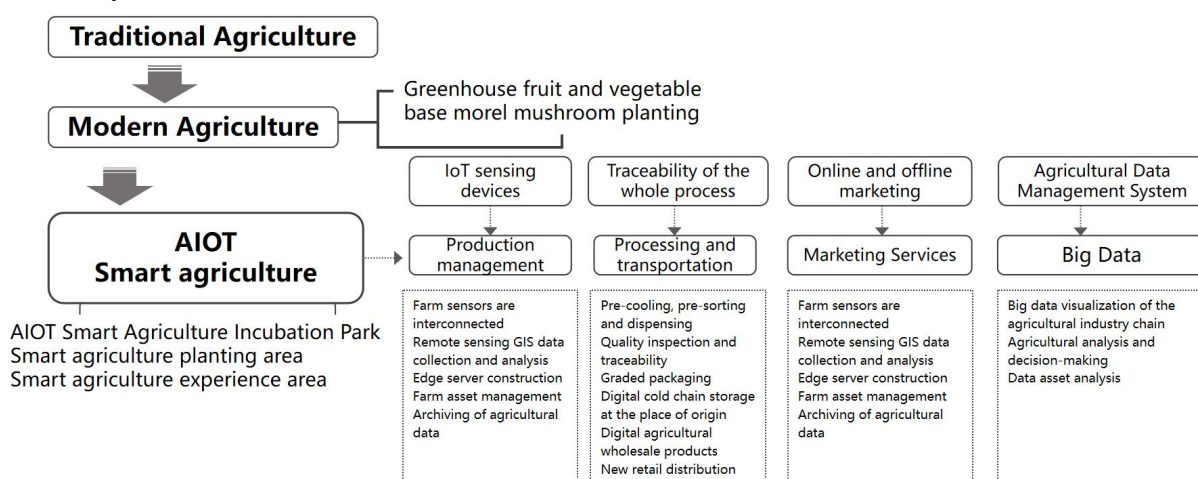 Traditional Agriculture
Modern Agriculture
Greenhouse fruit and vegetable
base morel mushroom planting
AIOT
Smart agriculture
AIOT Smart Agriculture Incubation Park
Smart agriculture planting area
Smart agriculture experience area
IoT sensing
devices
Production
management
Farm sensors are
interconnected
Remote sensing GIS data
collection and analysis
Edge server construction
Farm asset management
Archiving of agricultural
data
Traceability of the
whole process
Processing and
transportation
Pre-cooling, pre-sorting
and dispensing
Quality inspection and
traceability
Graded packaging
Digital cold chain storage
at the place of origin
Digital agricultural
wholesale products
New retail distribution
Online and offline
marketing
Marketing Services
Farm sensors are
interconnected
Remote sensing GIS data
collection and analysis
Edge server construction
Farm asset management
Archiving of agricultural
data
Agricultural Data
Management System
Big Data
Big data visualization of the
agricultural industry chain
Agricultural analysis and
decision-making
Data asset analysis